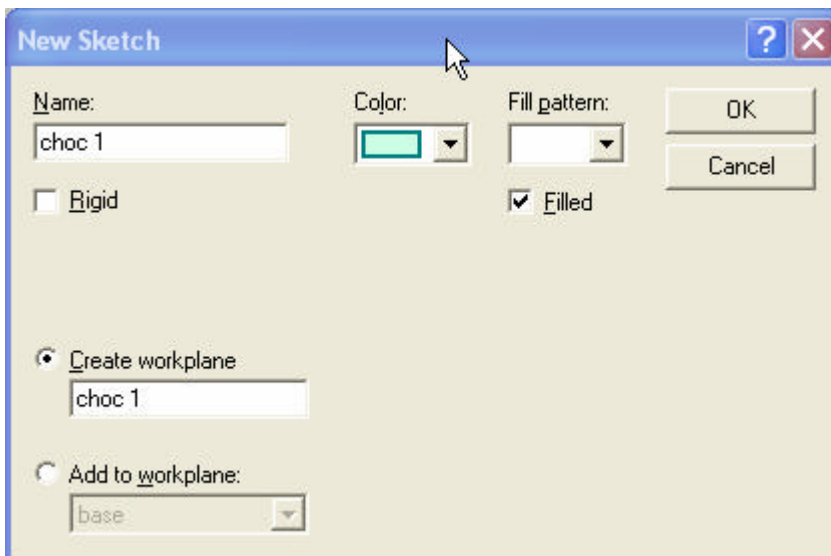 New Sketch
Name: Color: Fill pattern:
choc 1
OK
Cancel
Rigid
Filled
Create workplane
choc 1
Add to workplane:
base